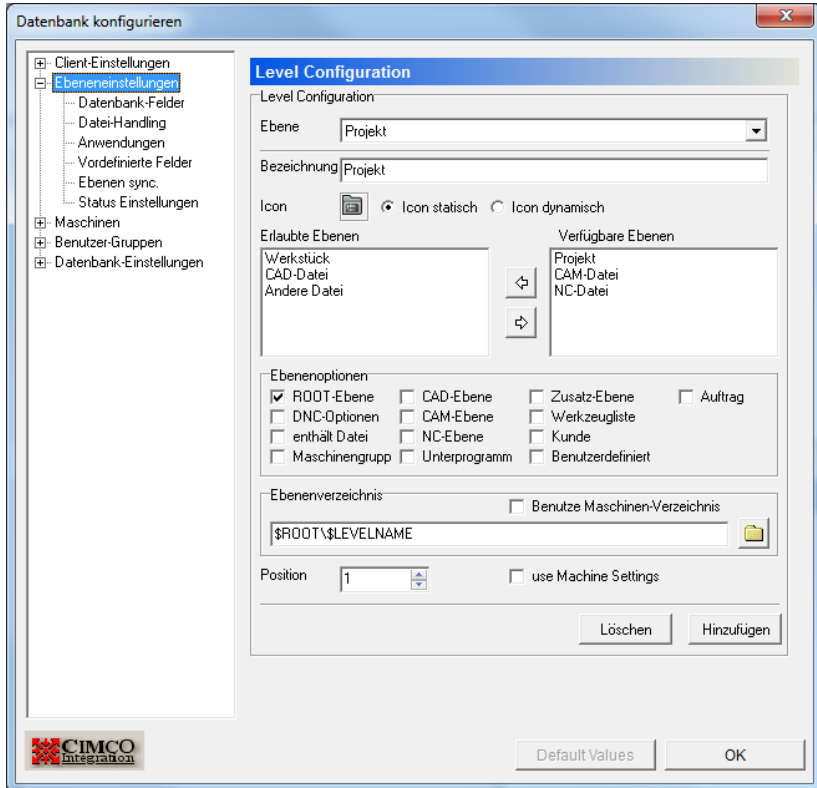 Datenbank konfigurieren
Client-Einstellungen
Ebeneneinstellungen
Datenbank-Felder
Datei-Handling
Anwendungen
Vordefinierte Felder
Ebenen sync.
Status Einstellungen
Maschinen
Benutzer-Gruppen
Datenbank-Einstellungen
Level Configuration
Level Configuration
Ebene Projekt
Bezeichnung Projekt
Icon Icon statisch Icon dynamisch
Erlaubte Ebenen Verfügbare Ebenen
Werkstück
CAD-Datei
Andere Datei
Projekt
CAM-Datei
NC-Datei
Ebenenoptionen
ROOT-Ebene CAD-Ebene Zusatz-Ebene Auftrag
DNC-Optionen CAM-Ebene Werkzeugliste
enthält Datei NC-Ebene Kunde
Maschinengrupp Unterprogramm Benutzerdefiniert
Ebenenverzeichnis
Benutze Maschinen-Verzeichnis
$ROOT\$LEVELNAME
Position 1 use Machine Settings
Löschen Hinzufügen
CIMCO
Integration
Default Values OK